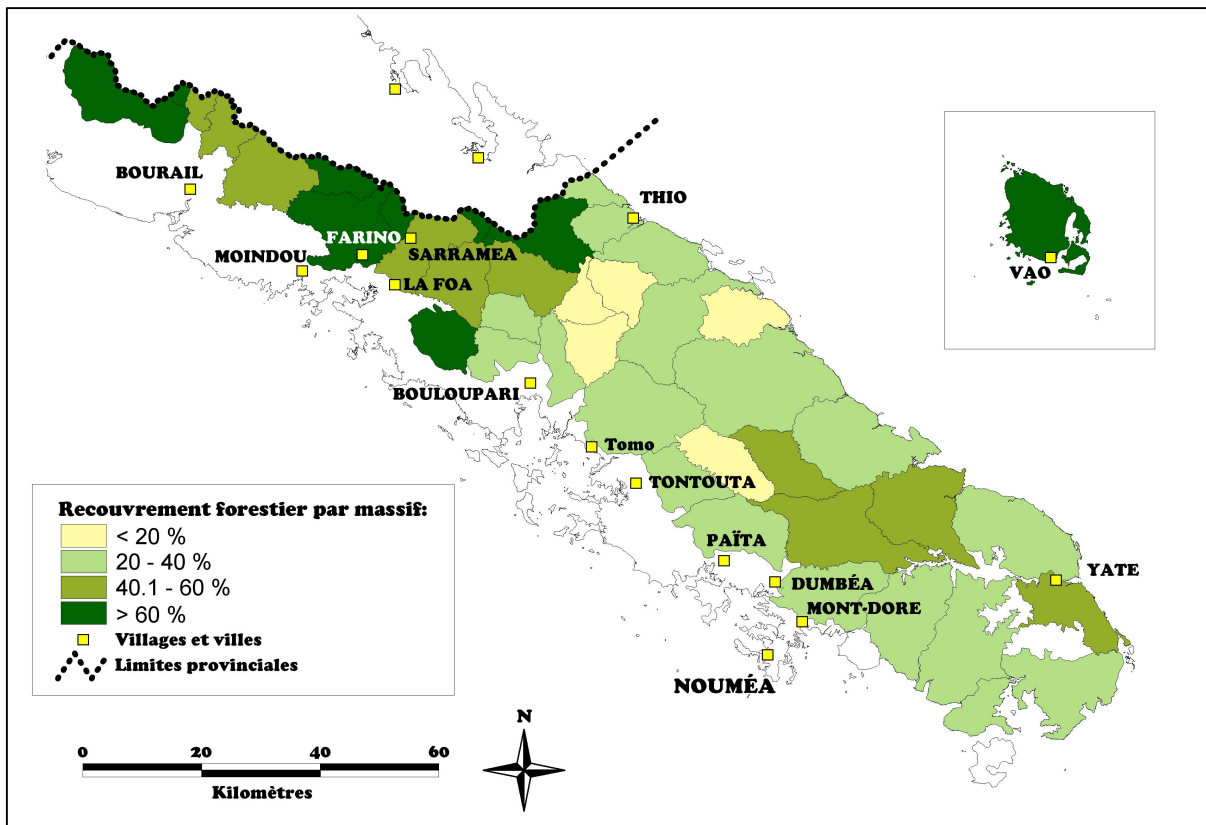 BOURAIL
THIO
FARINO
MOINDOU
SARRAMEA
VAO
LA FOA
BOULOUPARI
Tomo
TONTOUTA
PAÏTA
YATE
DUMBÉA
MONT-DORE
NOUMÉA
Recouvrement forestier par massif:
< 20 %
20 - 40 %
40.1 - 60 %
> 60 %
Villages et villes
Limites provinciales
N
0 20 40 60
Kilomètres